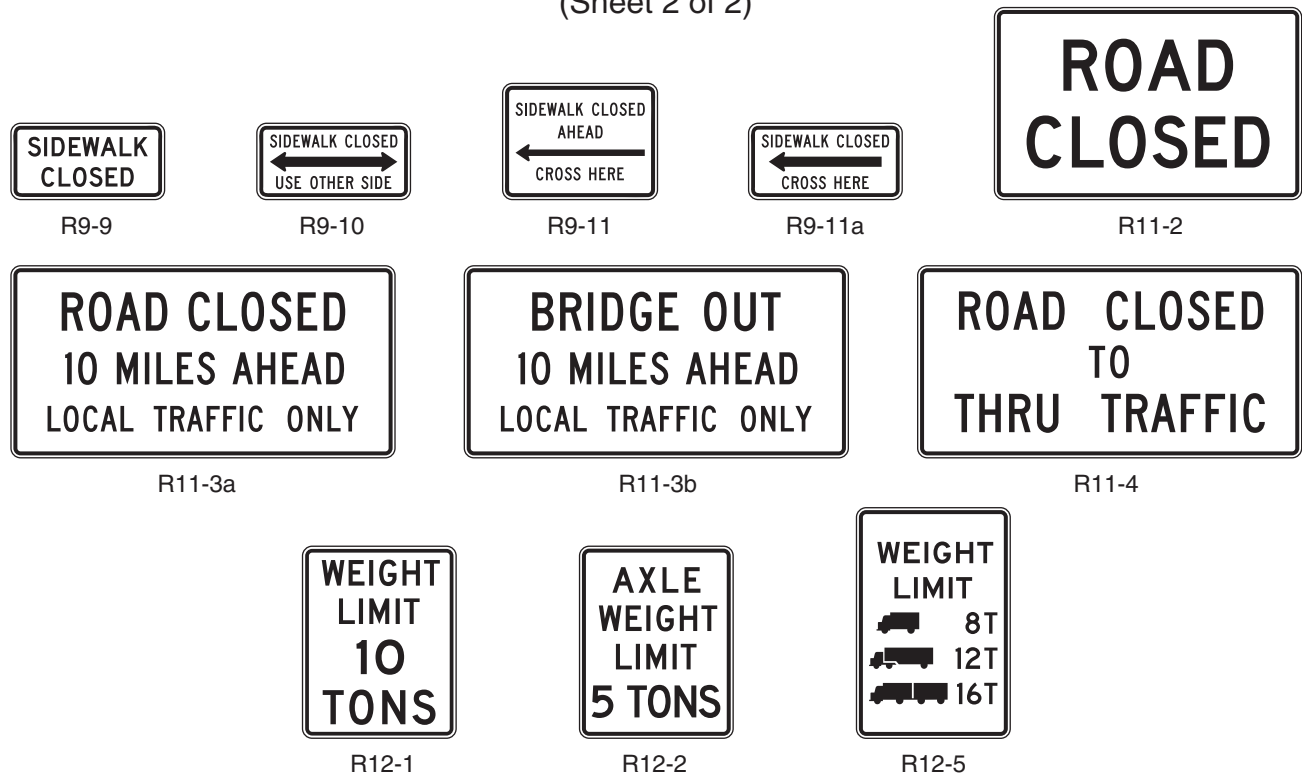 (Sheet 2 of 2)
SIDEWALK
CLOSED
R9-9
SIDEWALK CLOSED
USE OTHER SIDE
R9-10
SIDEWALK CLOSED
AHEAD
CROSS HERE
R9-11
SIDEWALK CLOSED
CROSS HERE
R9-11a
ROAD
CLOSED
R11-2
ROAD CLOSED
10 MILES AHEAD
LOCAL TRAFFIC ONLY
R11-3a
BRIDGE OUT
10 MILES AHEAD
LOCAL TRAFFIC ONLY
R11-3b
ROAD CLOSED
TO
THRU TRAFFIC
R11-4
WEIGHT
LIMIT
10
TONS
R12-1
AXLE
WEIGHT
LIMIT
5 TONS
R12-2
WEIGHT
LIMIT
8T
12T
16T
R12-5